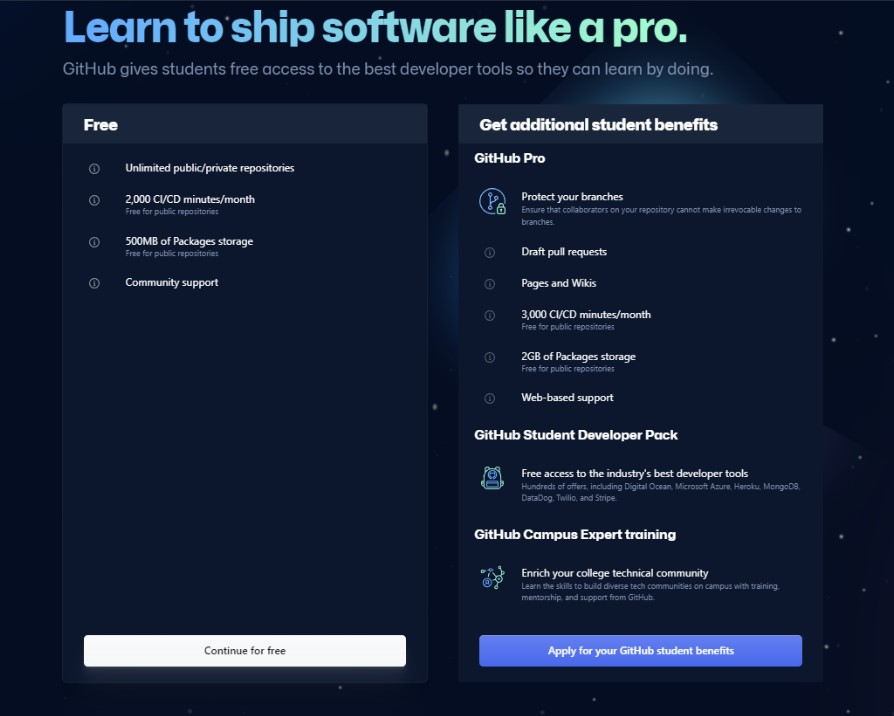 Learn to ship software like a pro.
GitHub gives students free access to the best developer tools so they can learn by doing.
Free
Unlimited public/private repositories
2,000 CI/CD minutes/month
Free for public repositories
500MB of Packages storage
Free for public repositories
Community support
Continue for free
Get additional student benefits
GitHub Pro
Protect your branches
Ensure that collaborators on your repository cannot make irrevocable changes to
branches.
Draft pull requests
Pages and Wikis
3,000 CI/CD minutes/month
Free for public repositories
2GB of Packages storage
Free for public repositories
Web-based support
GitHub Student Developer Pack
Free access to the industry's best developer tools
Hundreds of offers, including Digital Ocean, Microsoft Azure, Heroku, MongoDB,
DataDog, Twilio, and Stripe.
GitHub Campus Expert training
Enrich your college technical community
Learn the skills to build diverse tech communities on campus with training,
mentorship, and support from GitHub.
Apply for your GitHub student benefits